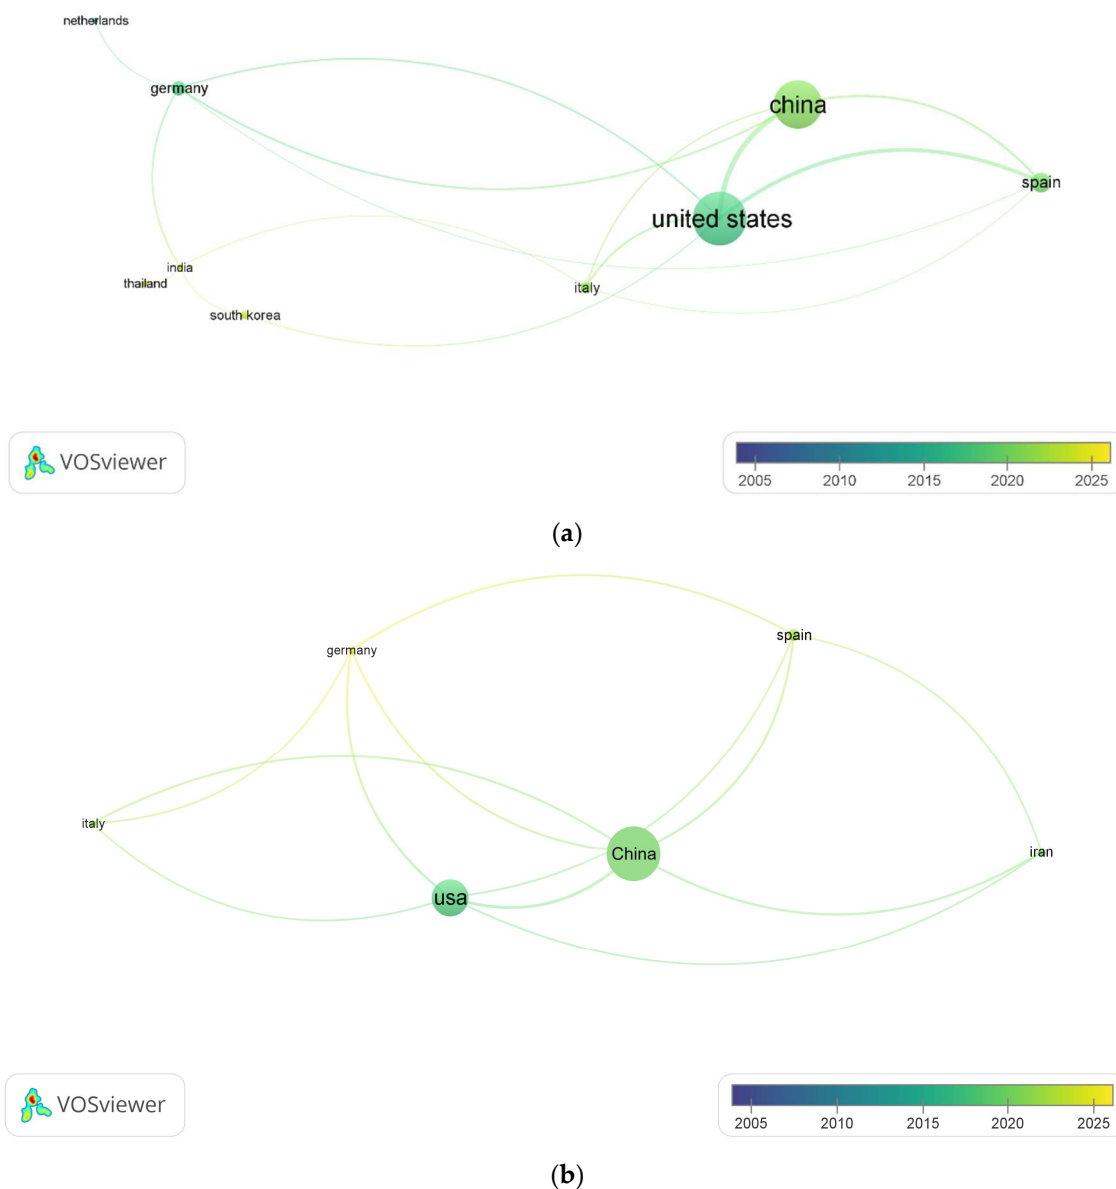 netherlands
germany
china
spain
united states
india
thailand
italy
south korea
VOSviewer
2005 2010 2015 2020 2025
(a)
spain
germany
italy
China
iran
usa
VOSviewer
2005 2010 2015 2020 2025
(b)